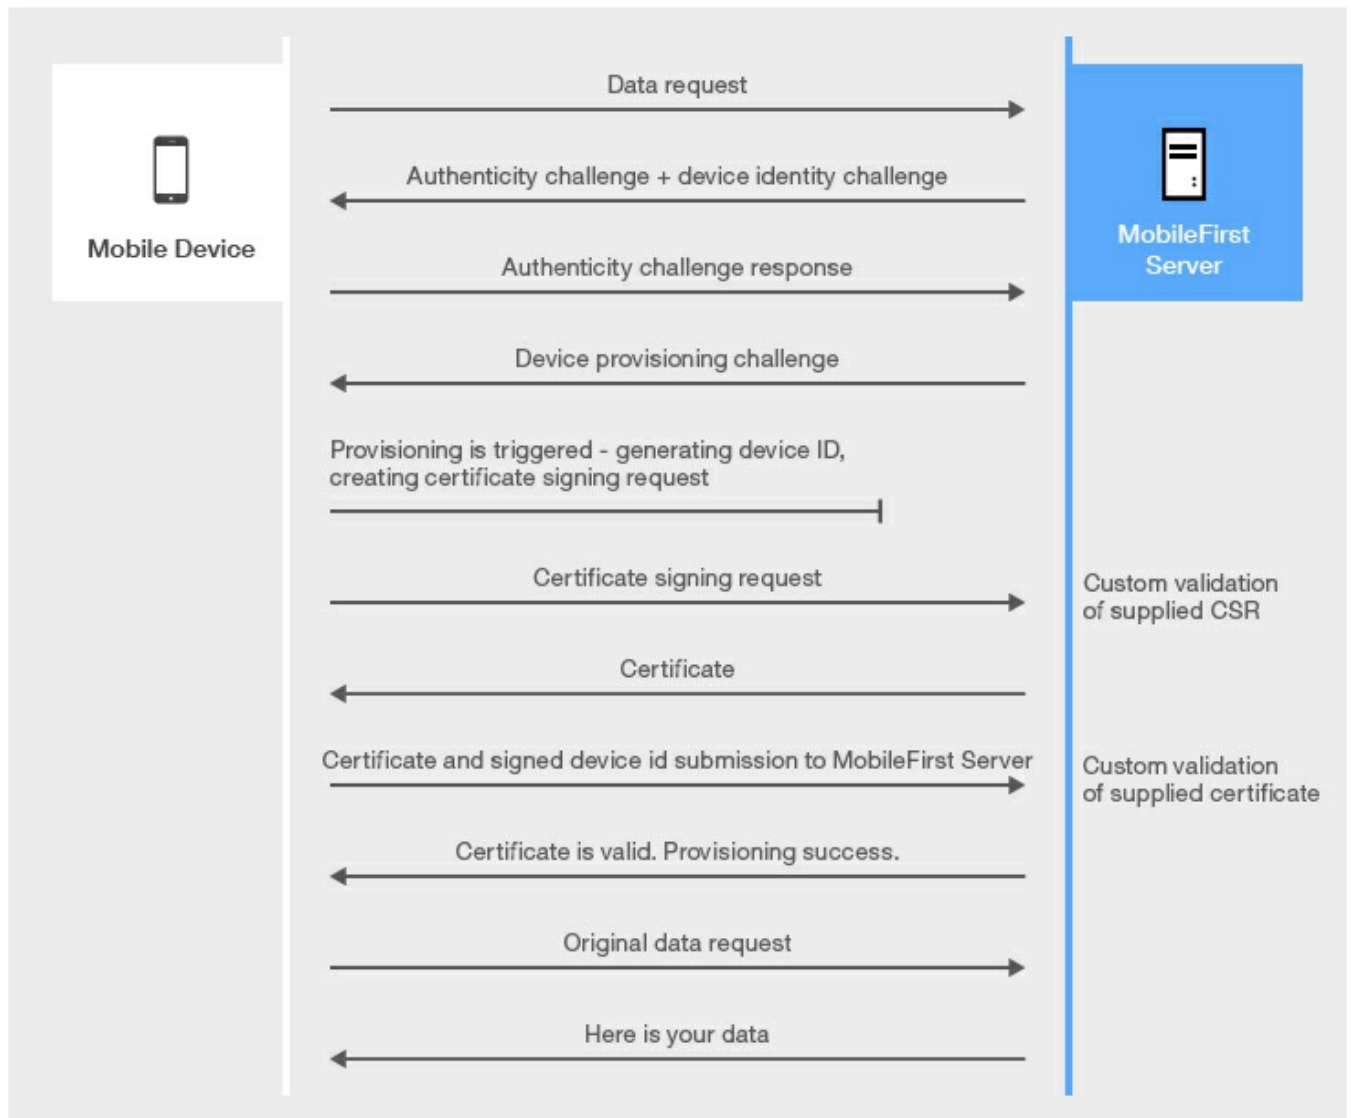 Data request
Authenticity challenge + device identity challenge
Mobile Device
MobileFirst
Server
Authenticity challenge response
Device provisioning challenge
Provisioning is triggered - generating device ID,
creating certificate signing request
Certificate signing request
Custom validation
of supplied CSR
Certificate
Certificate and signed device id submission to MobileFirst Server
Custom validation
of supplied certificate
Certificate is valid. Provisioning success.
Original data request
Here is your data